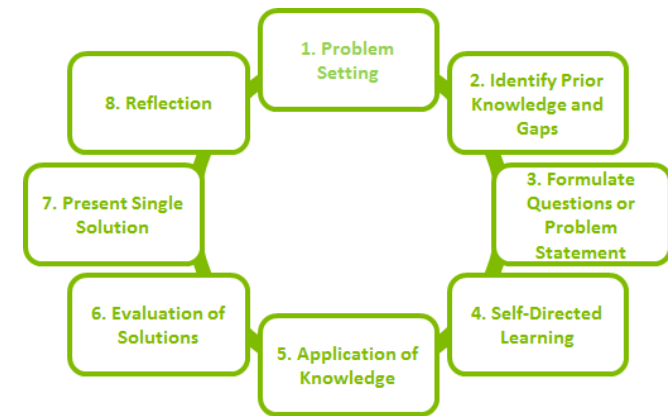 1. Problem
Setting
2. Identify Prior
Knowledge and
Gaps
3. Formulate
Questions or
Problem
Statement
4. Self-Directed
Learning
5. Application of
Knowledge
6. Evaluation of
Solutions
7. Present Single
Solution
8. Reflection